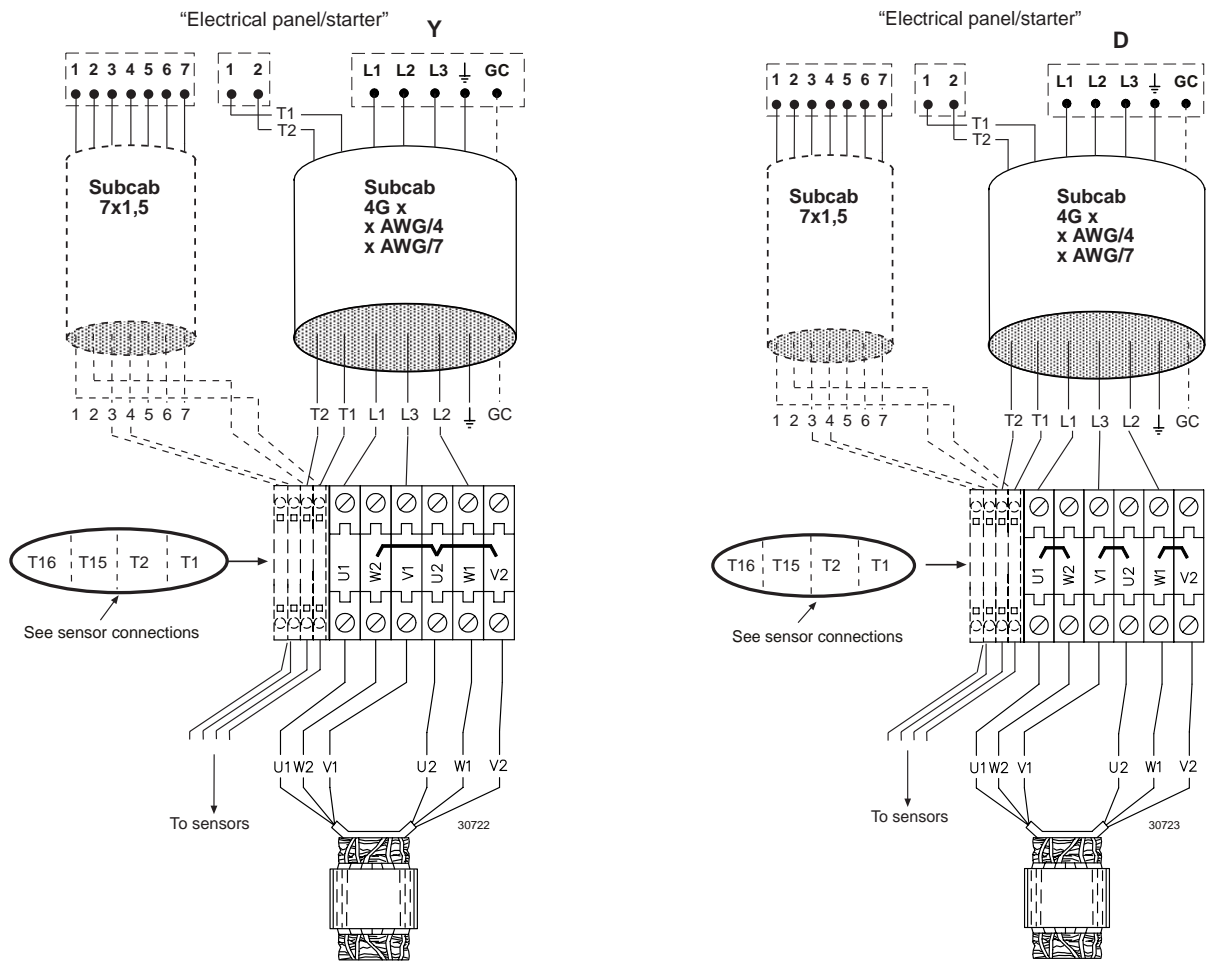 "Electrical panel/starter"
Y
1 2 3 4 5 6 7
1 2
L1 L2 L3 ⏚ GC
T1
T2
Subcab
7x1,5
Subcab
4G x
x AWG/4
x AWG/7
1 2 3 4 5 6 7
T2 T1 L1 L3 L2 ⏚ GC
T16 T15 T2 T1
U1 W2 V1 U2 W1 V2
See sensor connections
U1 W2 V1 U2 W1 V2
To sensors
30722
"Electrical panel/starter"
D
1 2 3 4 5 6 7
1 2
L1 L2 L3 ⏚ GC
T1
T2
Subcab
7x1,5
Subcab
4G x
x AWG/4
x AWG/7
1 2 3 4 5 6 7
T2 T1 L1 L3 L2 ⏚ GC
T16 T15 T2 T1
U1 W2 V1 U2 W1 V2
See sensor connections
U1 W2 V1 U2 W1 V2
To sensors
30723